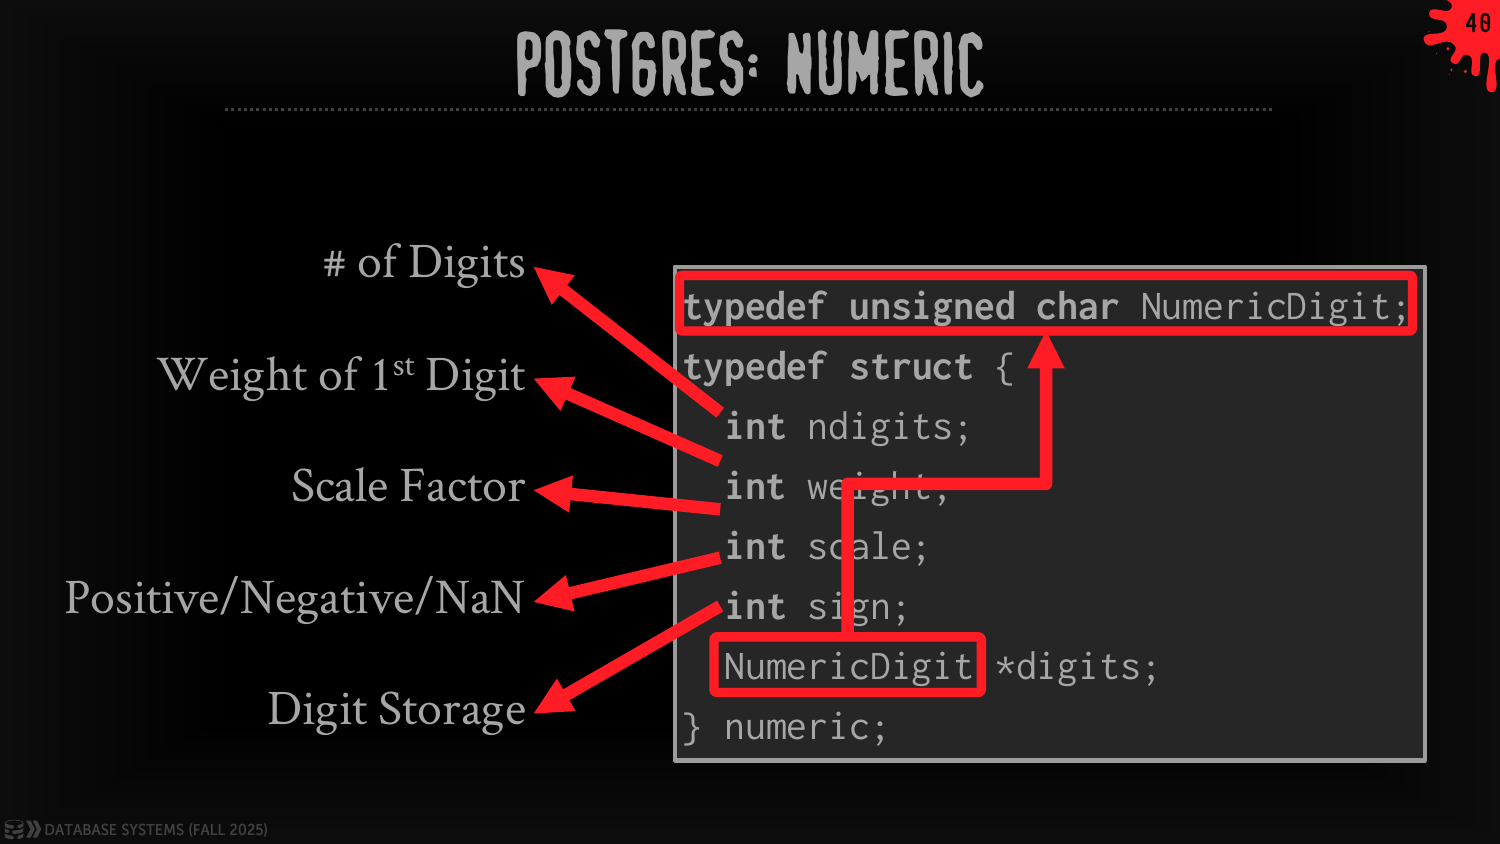 40
POSTGRES: NUMERIC
# of Digits
Weight of 1st Digit
Scale Factor
Positive/Negative/NaN
Digit Storage
typedef unsigned char NumericDigit;
typedef struct {
int ndigits;
int weight;
int scale;
int sign;
NumericDigit *digits;
} numeric;
DATABASE SYSTEMS (FALL 2025)